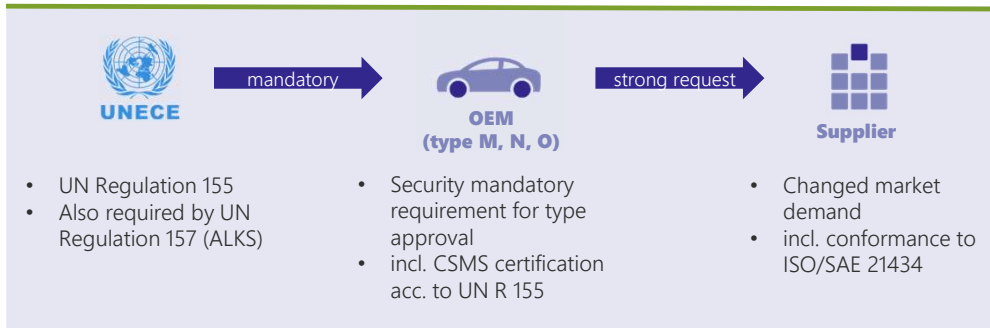 mandatory
strong request
UNECE
OEM
(type M, N, O)
Supplier
• UN Regulation 155
• Also required by UN
Regulation 157 (ALKS)
• Security mandatory
requirement for type
approval
• incl. CSMS certification
acc. to UN R 155
• Changed market
demand
• incl. conformance to
ISO/SAE 21434